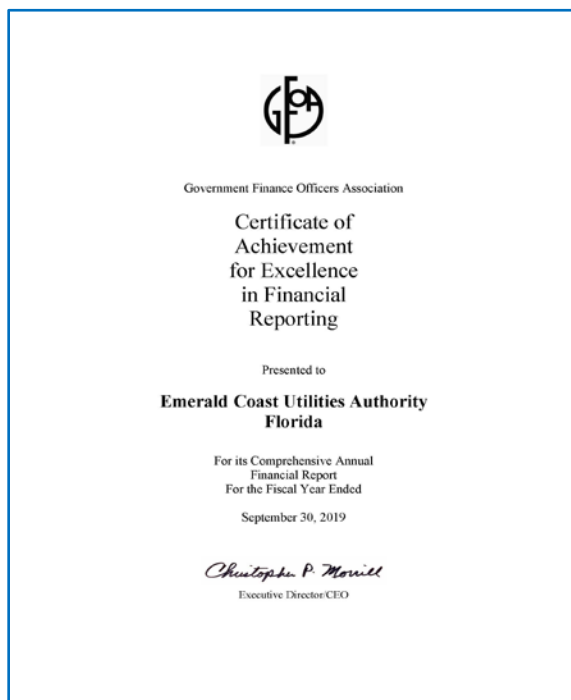 GFOA
Government Finance Officers Association
Certificate of
Achievement
for Excellence
in Financial
Reporting
Presented to
Emerald Coast Utilities Authority
Florida
For its Comprehensive Annual
Financial Report
For the Fiscal Year Ended
September 30, 2019
Christopher P. Morrill
Executive Director/CEO